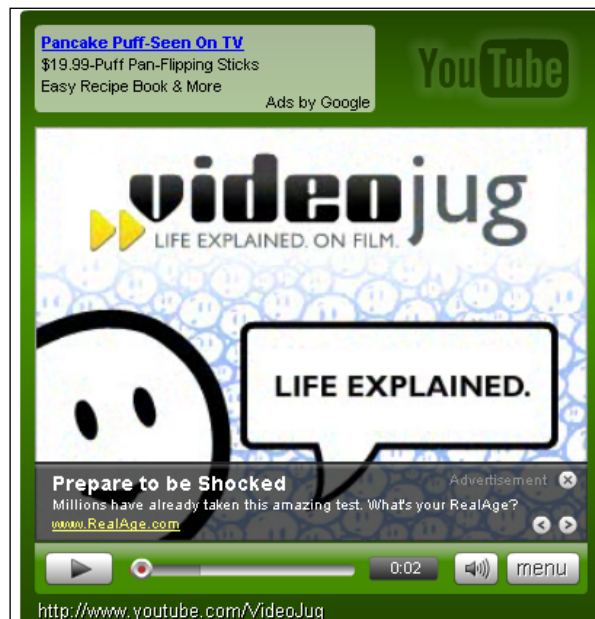 Pancake Puff-Seen On TV
$19.99-Puff Pan-Flipping Sticks
Easy Recipe Book & More
Ads by Google
YouTube
videojug
LIFE EXPLAINED. ON FILM.
LIFE EXPLAINED.
Prepare to be Shocked
Advertisement
Millions have already taken this amazing test. What's your RealAge?
www.RealAge.com
0:02
menu
http://www.youtube.com/VideoJug